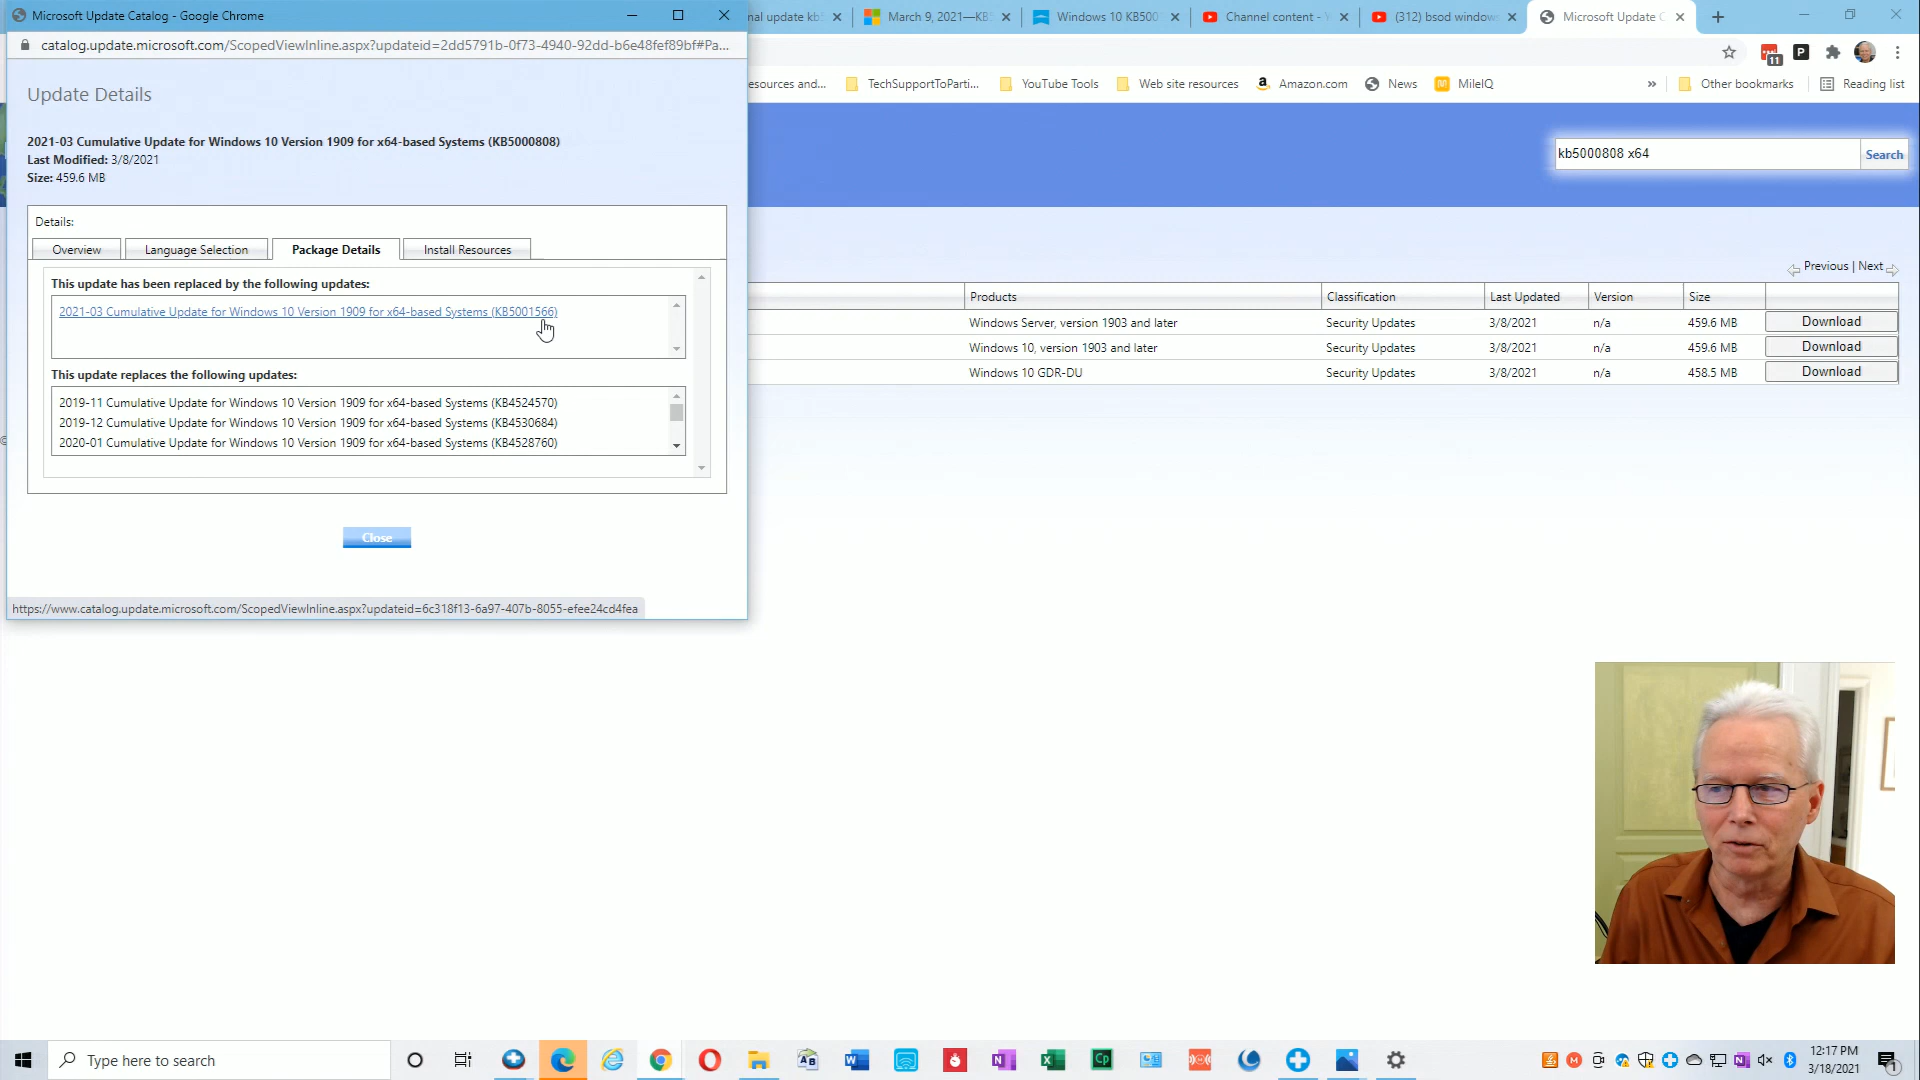 Microsoft Update Catalog - Google Chrome
nal update kb
March 9, 2021—KB5
Windows 10 KB500
Channel content -
(312) bsod windows
Microsoft Update C
catalog.update.microsoft.com/ScopedViewInline.aspx?updateid=2dd5791b-0f73-4940-92dd-b6e48fef89bf#Pa...
11
P
esources and...
TechSupportToParti...
YouTube Tools
Web site resources
Amazon.com
News
MileIQ
»
Other bookmarks
Reading list
Update Details
2021-03 Cumulative Update for Windows 10 Version 1909 for x64-based Systems (KB5000808)
Last Modified: 3/8/2021
Size: 459.6 MB
kb5000808 x64
Search
Details:
Overview
Language Selection
Package Details
Install Resources
This update has been replaced by the following updates:
2021-03 Cumulative Update for Windows 10 Version 1909 for x64-based Systems (KB5001566)
This update replaces the following updates:
2019-11 Cumulative Update for Windows 10 Version 1909 for x64-based Systems (KB4524570)
2019-12 Cumulative Update for Windows 10 Version 1909 for x64-based Systems (KB4530684)
2020-01 Cumulative Update for Windows 10 Version 1909 for x64-based Systems (KB4528760)
Close
https://www.catalog.update.microsoft.com/ScopedViewInline.aspx?updateid=6c318f13-6a97-407b-8055-efee24cd4fea
Previous | Next
Products Classification Last Updated Version Size
Windows Server, version 1903 and later Security Updates 3/8/2021 n/a 459.6 MB Download
Windows 10, version 1903 and later Security Updates 3/8/2021 n/a 459.6 MB Download
Windows 10 GDR-DU Security Updates 3/8/2021 n/a 458.5 MB Download
Type here to search
12:17 PM
3/18/2021
1